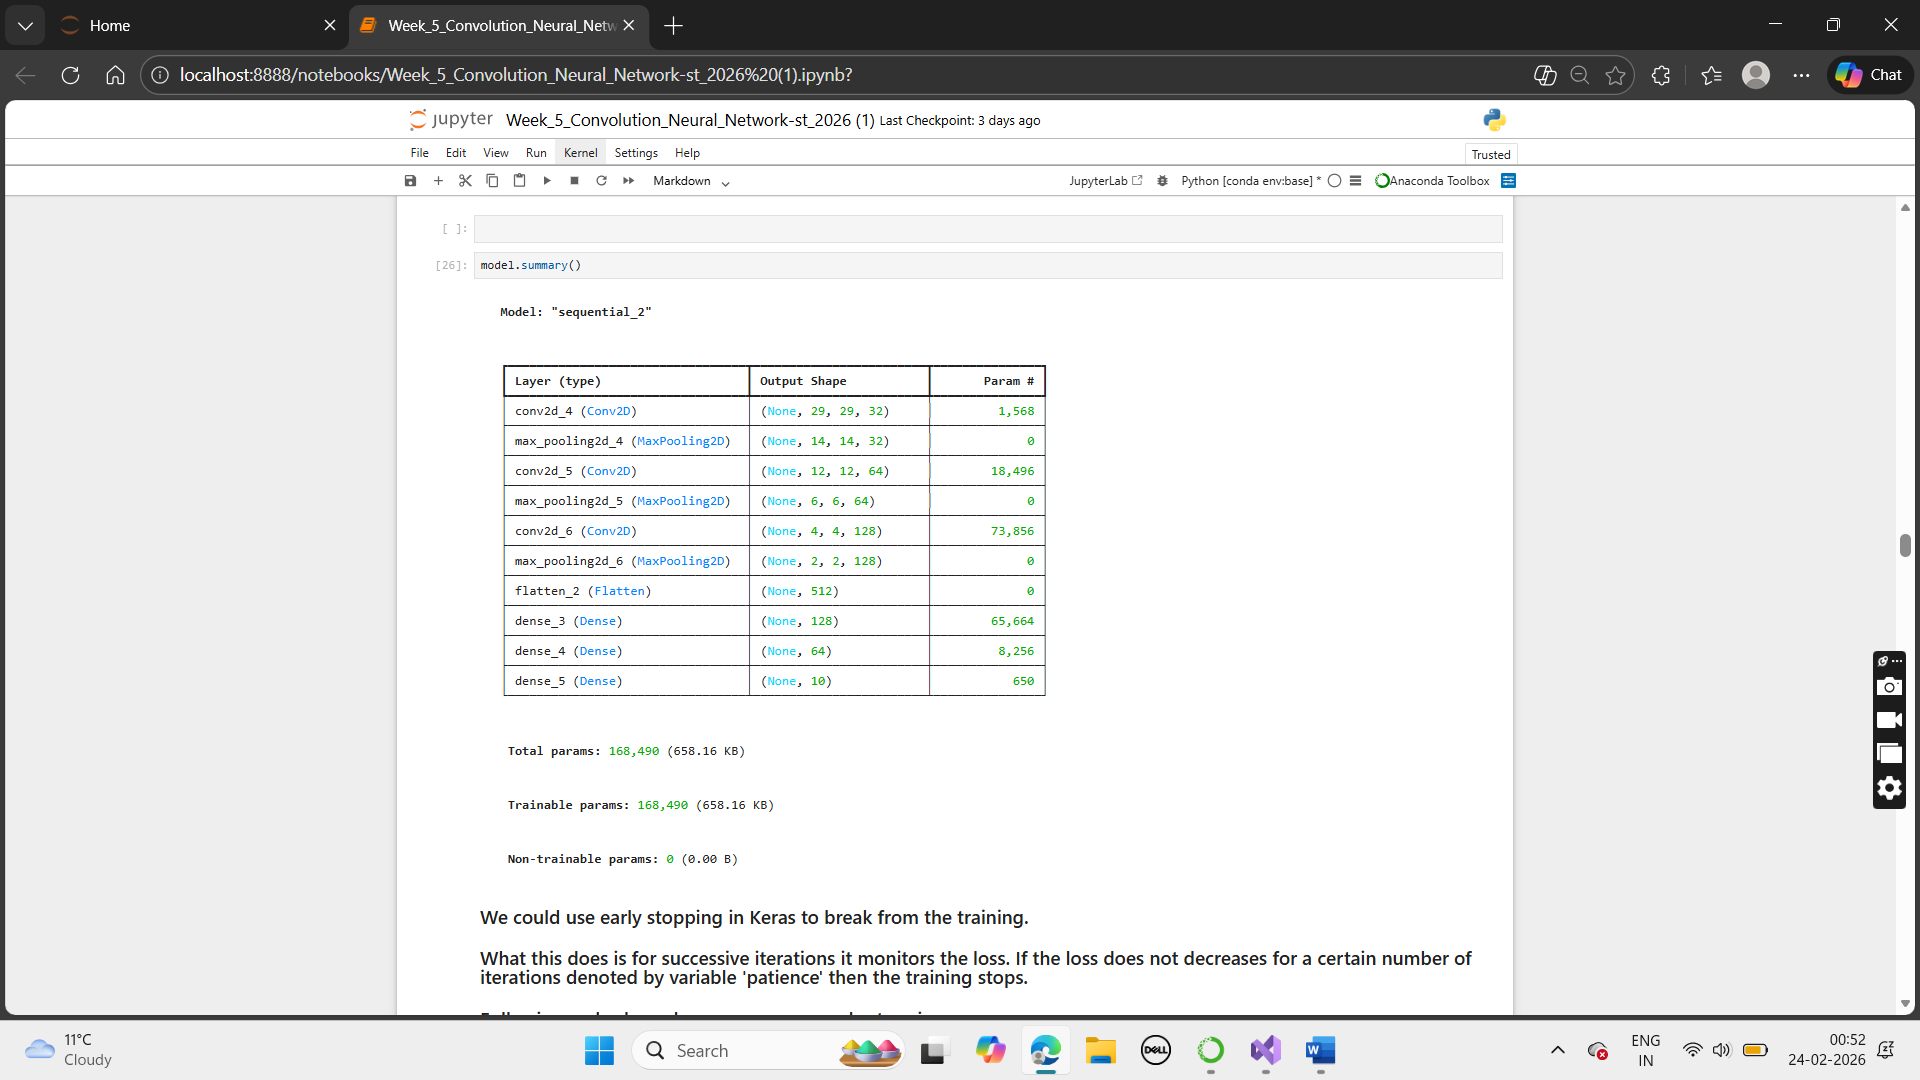 Home
Week_5_Convolution_Neural_Netw
localhost:8888/notebooks/Week_5_Convolution_Neural_Network-st_2026%20(1).ipynb?
Chat
jupyter Week_5_Convolution_Neural_Network-st_2026 (1) Last Checkpoint: 3 days ago
File Edit View Run Kernel Settings Help
Trusted
Markdown
JupyterLab Python [conda env:base] * Anaconda Toolbox
[ ]:
[26]: model.summary()
Model: "sequential_2"
Layer (type) Output Shape Param #
conv2d_4 (Conv2D) (None, 29, 29, 32) 1,568
max_pooling2d_4 (MaxPooling2D) (None, 14, 14, 32) 0
conv2d_5 (Conv2D) (None, 12, 12, 64) 18,496
max_pooling2d_5 (MaxPooling2D) (None, 6, 6, 64) 0
conv2d_6 (Conv2D) (None, 4, 4, 128) 73,856
max_pooling2d_6 (MaxPooling2D) (None, 2, 2, 128) 0
flatten_2 (Flatten) (None, 512) 0
dense_3 (Dense) (None, 128) 65,664
dense_4 (Dense) (None, 64) 8,256
dense_5 (Dense) (None, 10) 650
Total params: 168,490 (658.16 KB)
Trainable params: 168,490 (658.16 KB)
Non-trainable params: 0 (0.00 B)
We could use early stopping in Keras to break from the training.
What this does is for successive iterations it monitors the loss. If the loss does not decreases for a certain number of
iterations denoted by variable 'patience' then the training stops.
11°C
Cloudy
Search
DELL
W
ENG
IN
00:52
24-02-2026